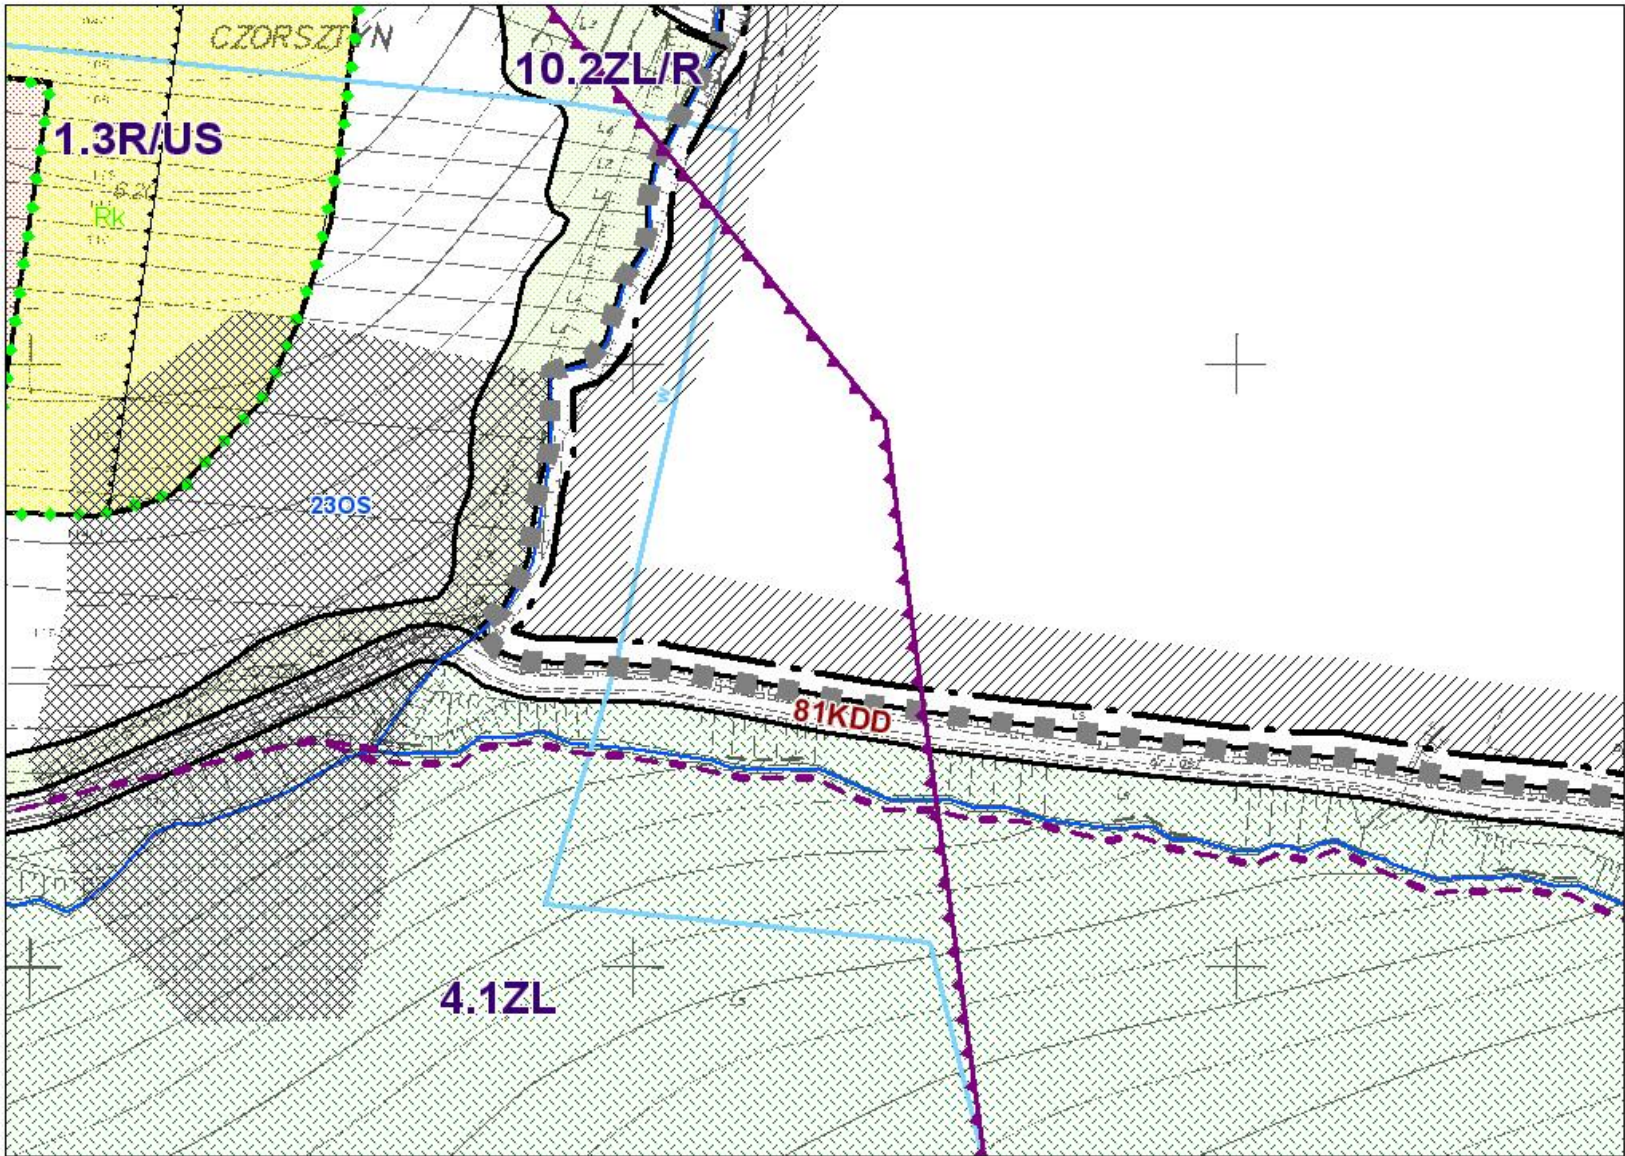 CZORSZTYN
10.2ZL/R
1.3R/US
Rk
W
23OS
81KDD
4.1ZL